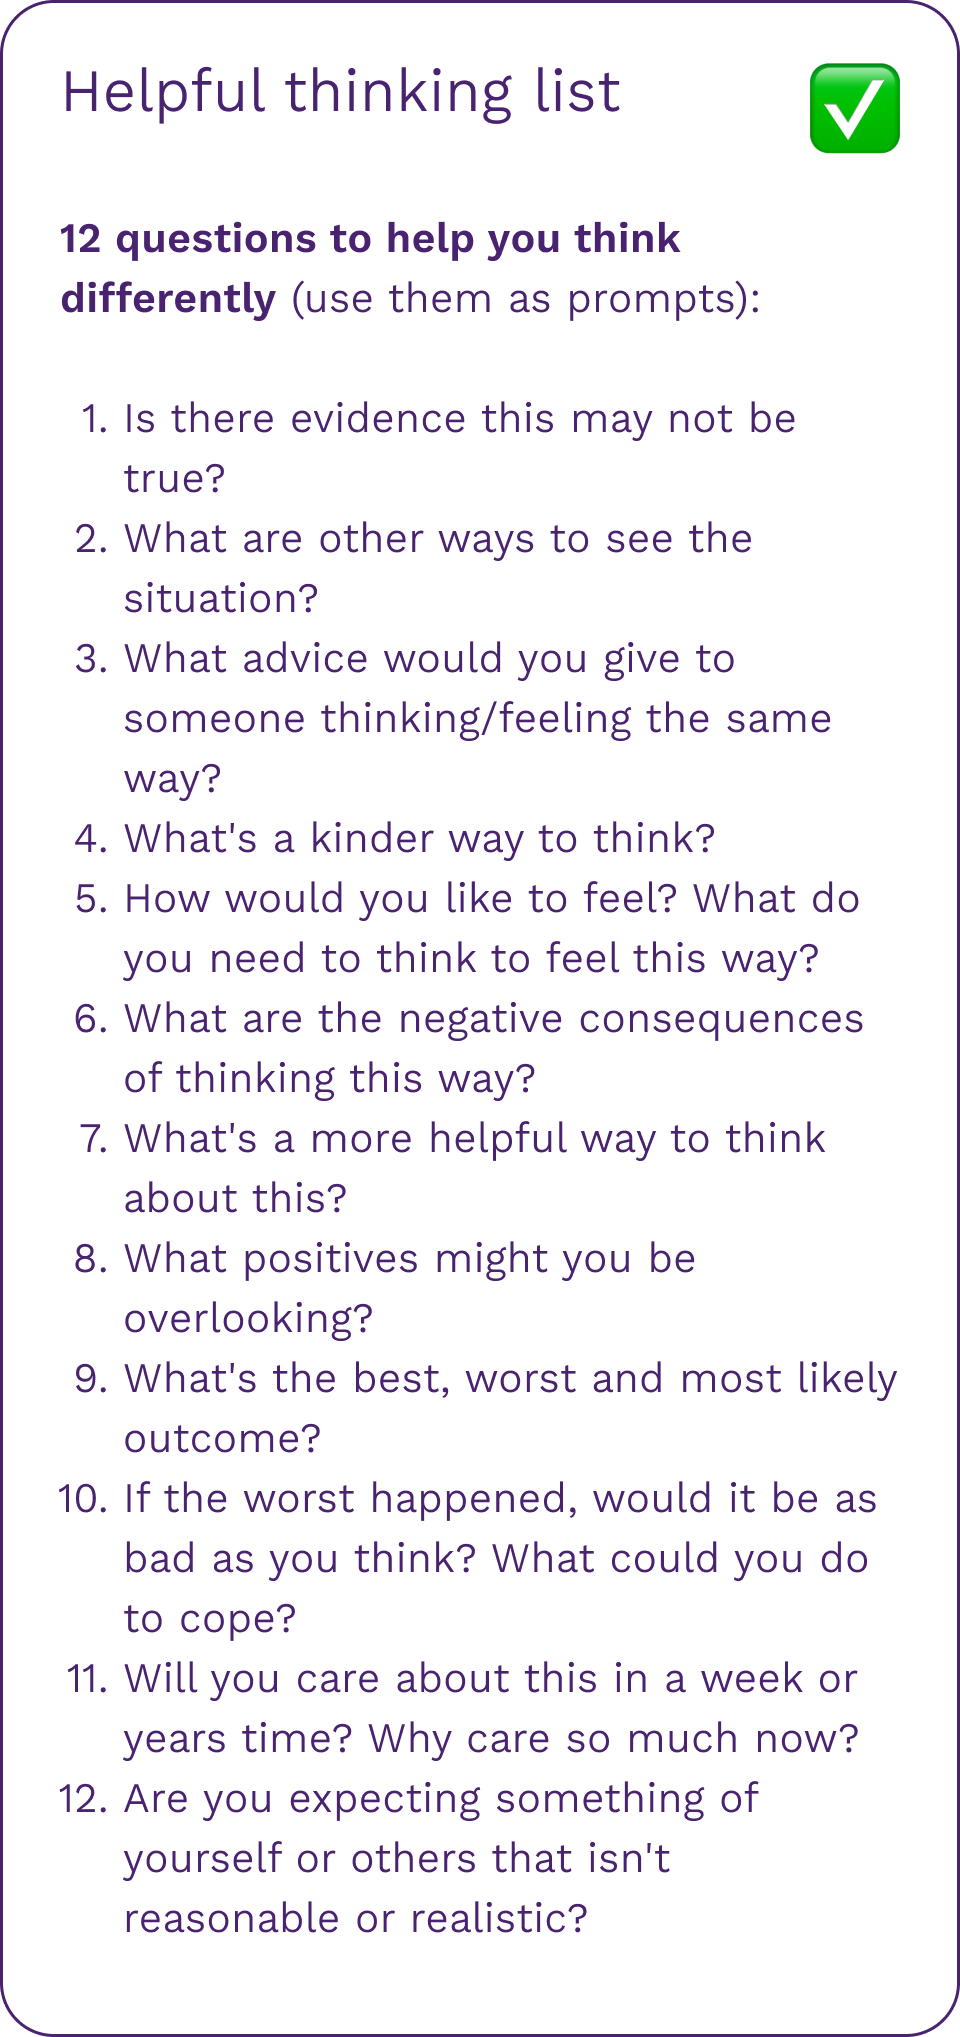 Helpful thinking list
12 questions to help you think
differently (use them as prompts):
1. Is there evidence this may not be
true?
2. What are other ways to see the
situation?
3. What advice would you give to
someone thinking/feeling the same
way?
4. What's a kinder way to think?
5. How would you like to feel? What do
you need to think to feel this way?
6. What are the negative consequences
of thinking this way?
7. What's a more helpful way to think
about this?
8. What positives might you be
overlooking?
9. What's the best, worst and most likely
outcome?
10. If the worst happened, would it be as
bad as you think? What could you do
to cope?
11. Will you care about this in a week or
years time? Why care so much now?
12. Are you expecting something of
yourself or others that isn't
reasonable or realistic?